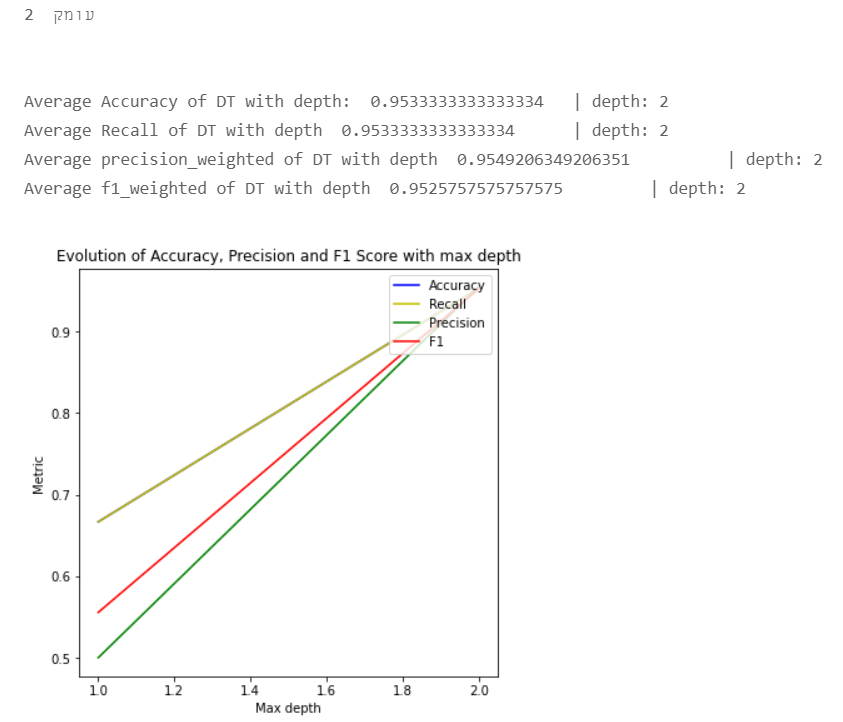 עומק 2
Average Accuracy of DT with depth: 0.9533333333333334 | depth: 2
Average Recall of DT with depth 0.9533333333333334 | depth: 2
Average precision_weighted of DT with depth 0.9549206349206351 | depth: 2
Average f1_weighted of DT with depth 0.9525757575757575 | depth: 2
Evolution of Accuracy, Precision and F1 Score with max depth
Accuracy
Recall
Precision
F1
0.9
0.8
0.7
0.6
0.5
Metric
1.0 1.2 1.4 1.6 1.8 2.0
Max depth